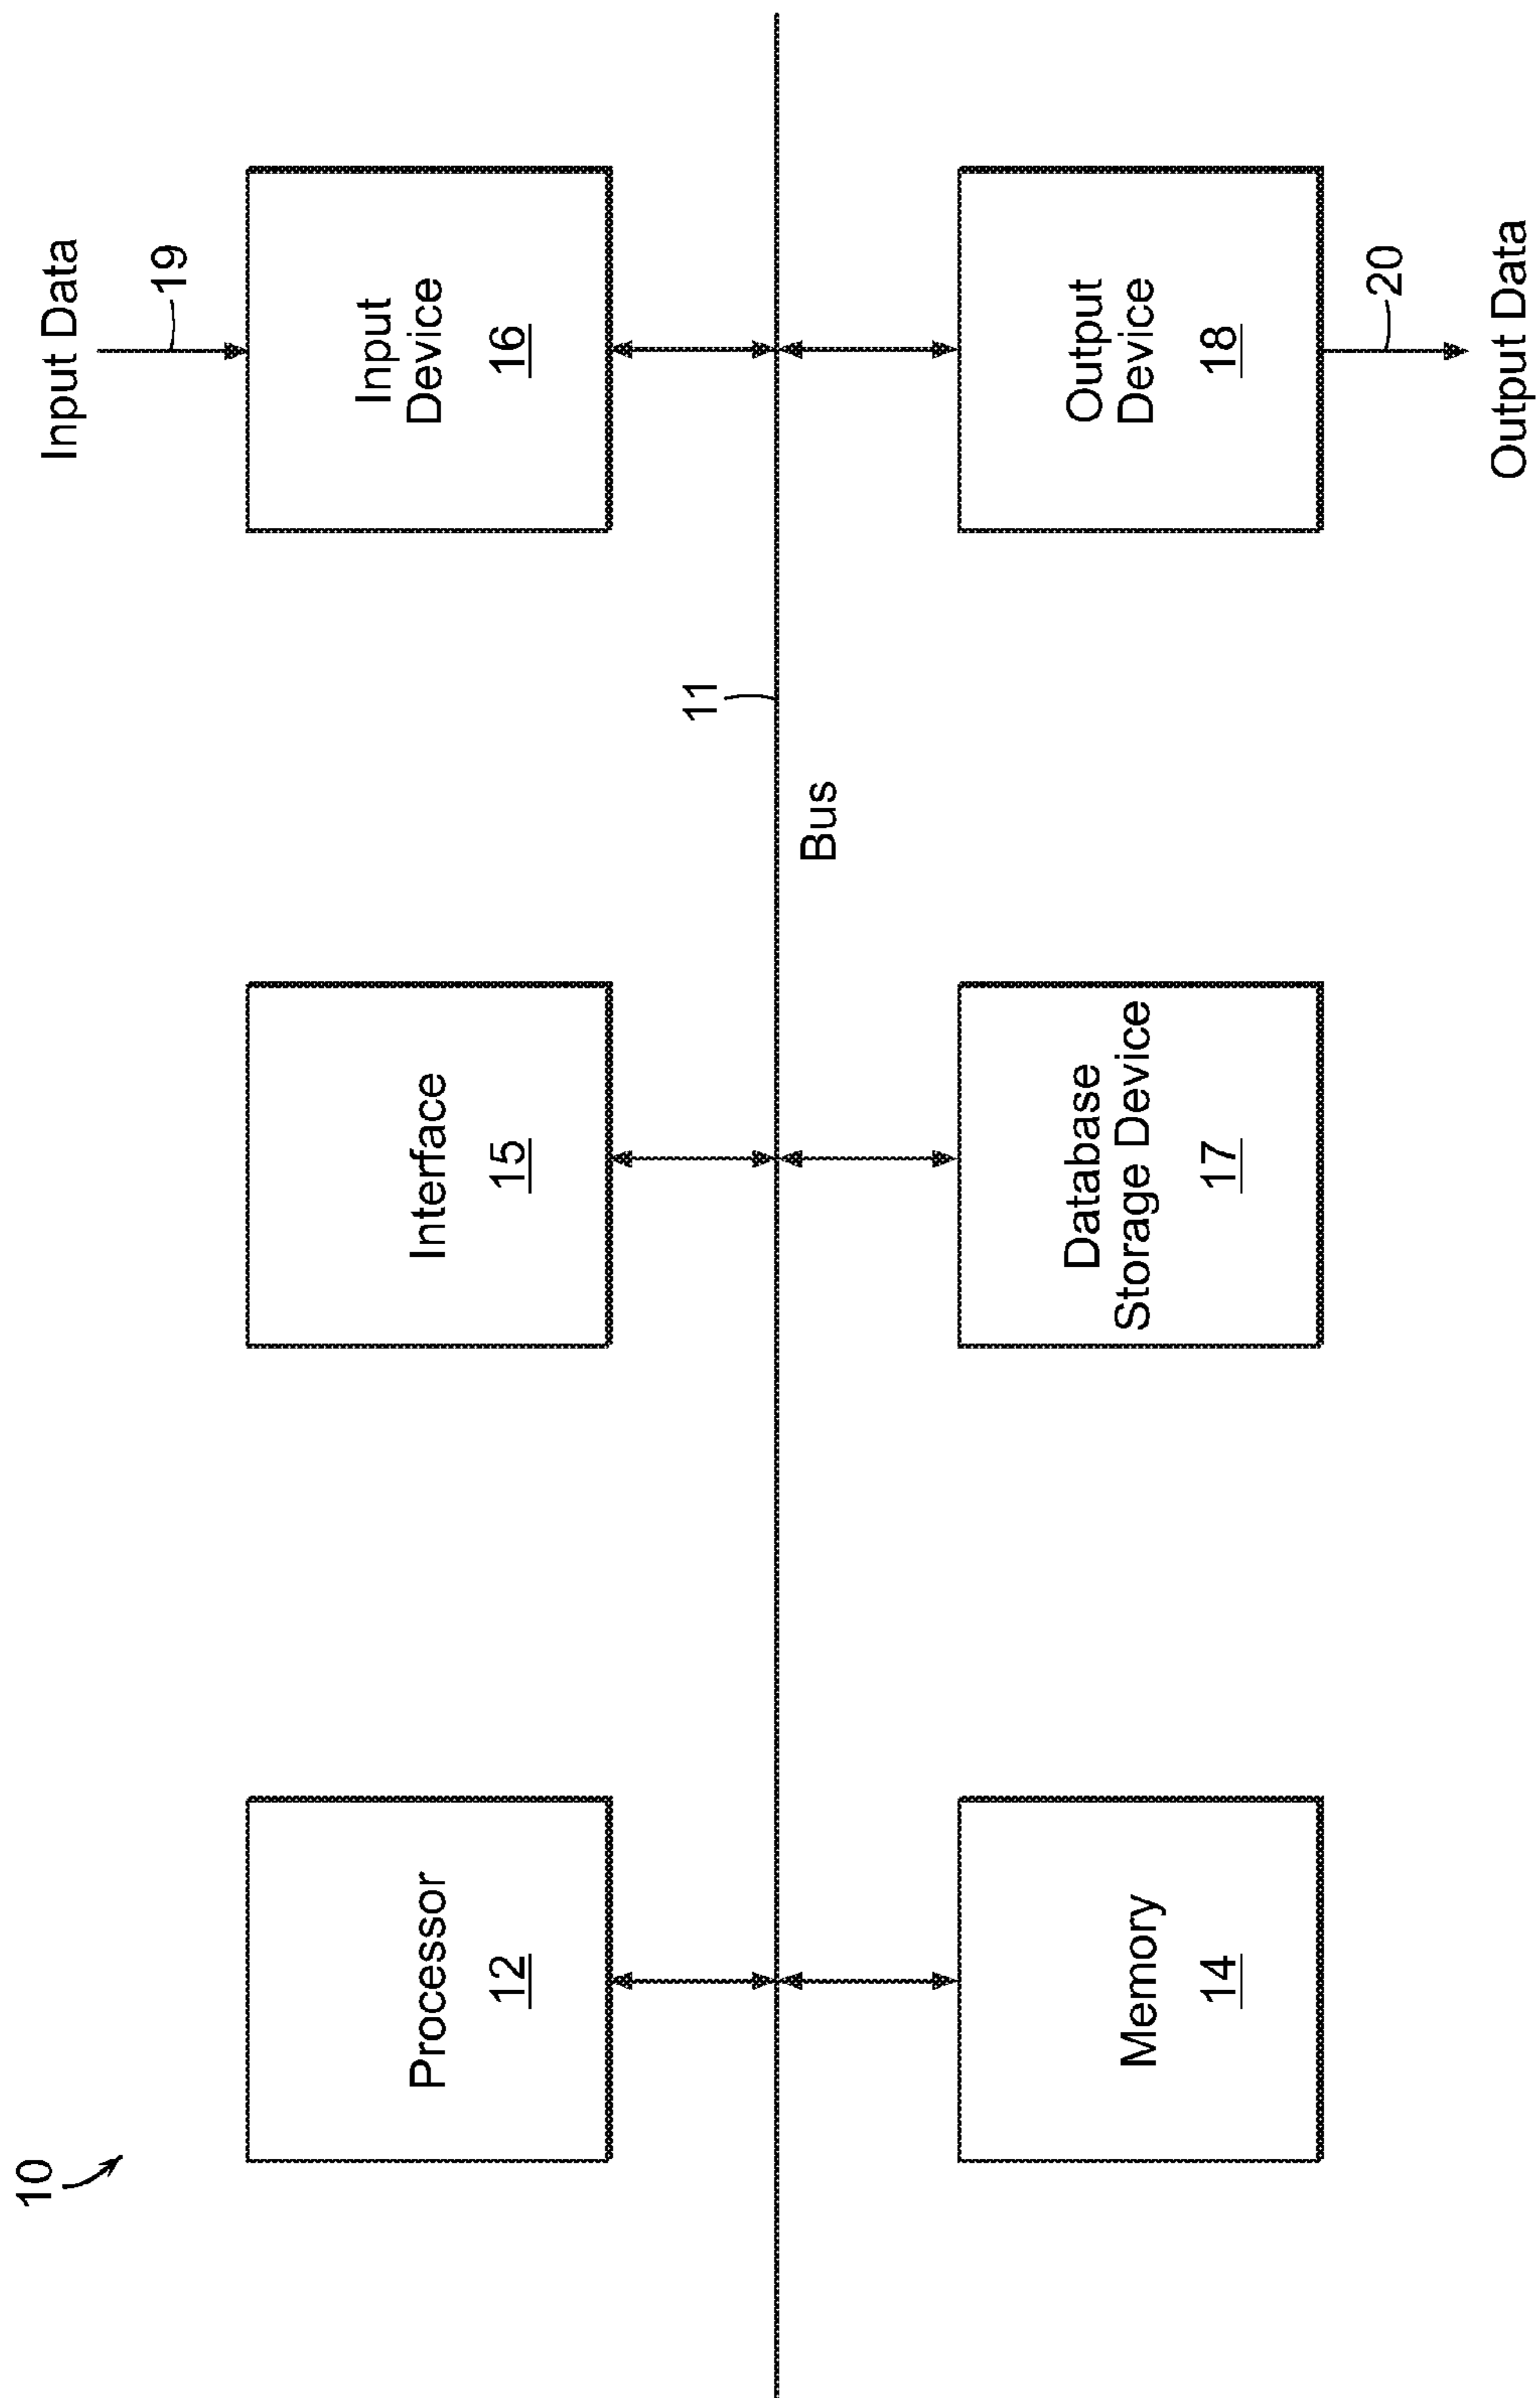 10
Input Data
19
Processor
12
Interface
15
Input
Device
16
11
Bus
Memory
14
Database
Storage Device
17
Output
Device
18
20
Output Data